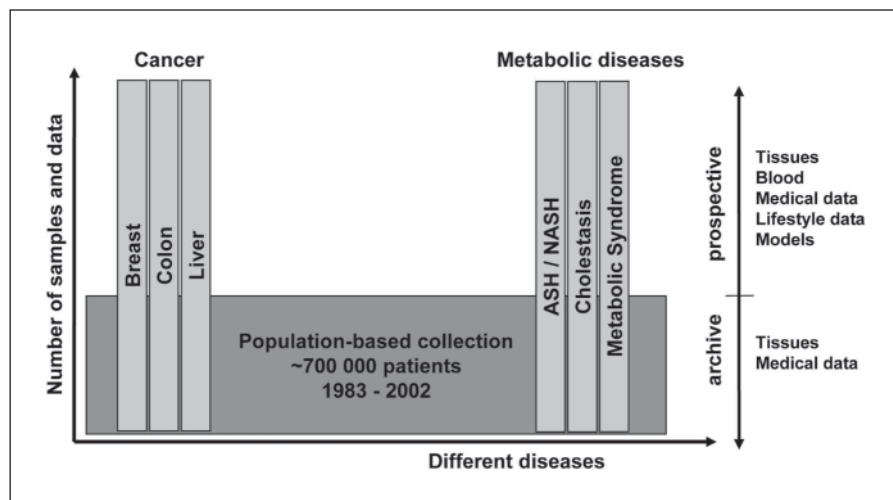 Cancer
Metabolic diseases
Number of samples and data
Breast
Colon
Liver
ASH / NASH
Cholestasis
Metabolic Syndrome
Population-based collection
~700 000 patients
1983 - 2002
prospective
Tissues
Blood
Medical data
Lifestyle data
Models
archive
Tissues
Medical data
Different diseases